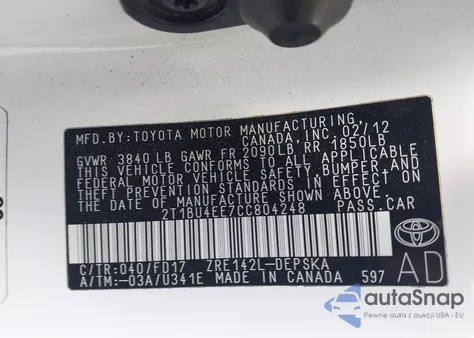 MFD.BY:TOYOTA MOTOR MANUFACTURING,
CANADA, INC. 02/12
GVWR 3840 LB GAWR FR 2090LB RR 1850LB
THIS VEHICLE CONFORMS TO ALL APPLICABLE
FEDERAL MOTOR VEHICLE SAFETY, BUMPER, AND
THEFT PREVENTION STANDARDS IN EFFECT ON
THE DATE OF MANUFACTURE SHOWN ABOVE.
2T1BU4EE7CC804248 PASS.CAR
C/TR:040/FD17 ZRE142L-DEPSKA
A/TM:-03A/U341E MADE IN CANADA 597
TOYOTA
AD
autaSnap
Pewne auta z aukcji USA i EU